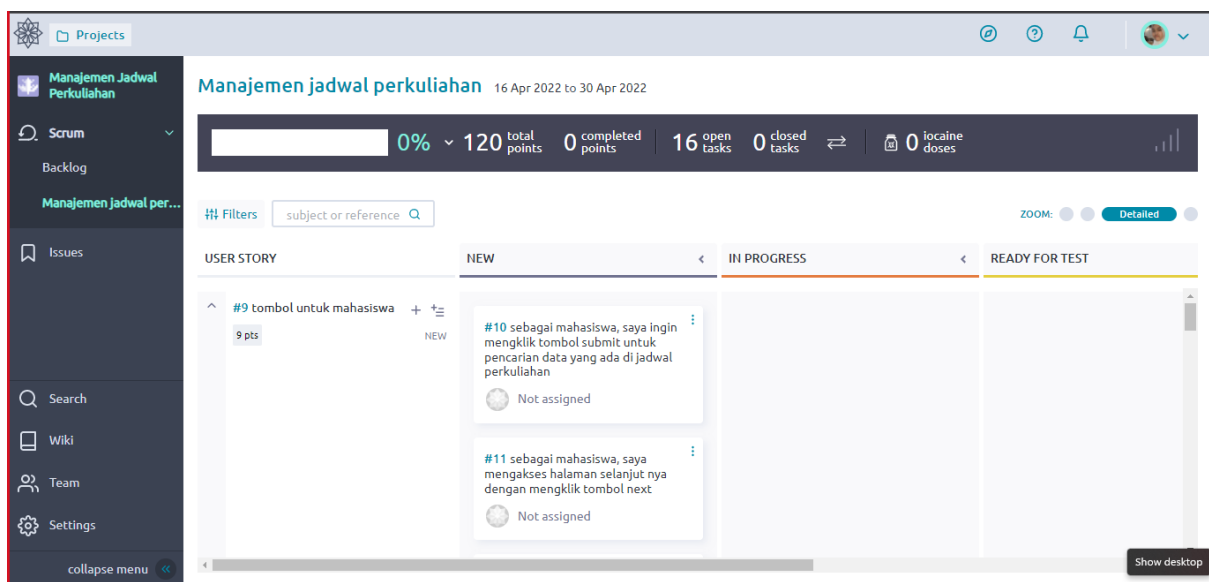 Projects
Manajemen Jadwal
Perkuliahan
Scrum
Backlog
Manajemen jadwal per...
Issues
Search
Wiki
Team
Settings
collapse menu
Manajemen jadwal perkuliahan 16 Apr 2022 to 30 Apr 2022
0% 120 total points 0 completed points 16 open tasks 0 closed tasks 0 iocaine doses
Filters subject or reference ZOOM: Detailed
USER STORY NEW IN PROGRESS READY FOR TEST
#9 tombol untuk mahasiswa
9 pts NEW
#10 sebagai mahasiswa, saya ingin
mengklik tombol submit untuk
pencarian data yang ada di jadwal
perkuliahan
Not assigned
#11 sebagai mahasiswa, saya
mengakses halaman selanjut nya
dengan mengklik tombol next
Not assigned
Show desktop